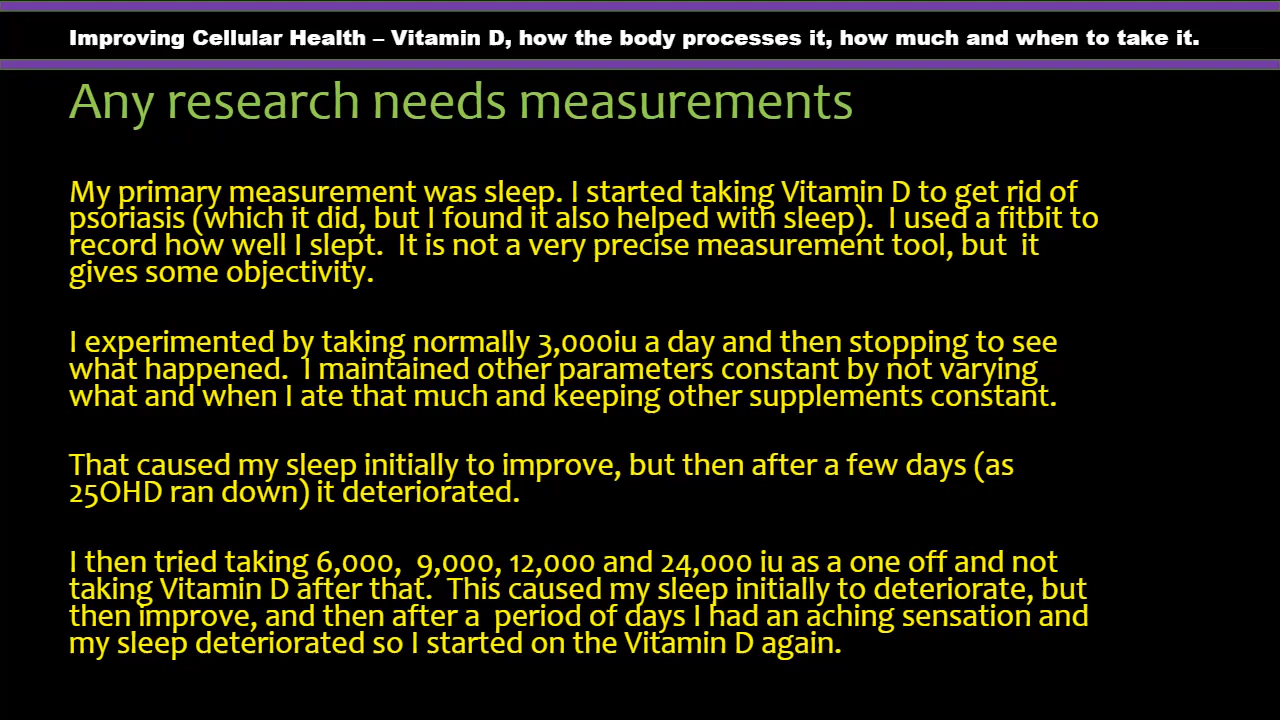 Improving Cellular Health – Vitamin D, how the body processes it, how much and when to take it.
Any research needs measurements
My primary measurement was sleep. I started taking Vitamin D to get rid of
psoriasis (which it did, but I found it also helped with sleep).  I used a fitbit to
record how well I slept.  It is not a very precise measurement tool, but  it
gives some objectivity.
I experimented by taking normally 3,000iu a day and then stopping to see
what happened.  I maintained other parameters constant by not varying
what and when I ate that much and keeping other supplements constant.
That caused my sleep initially to improve, but then after a few days (as
25OHD ran down) it deteriorated.
I then tried taking 6,000,  9,000, 12,000 and 24,000 iu as a one off and not
taking Vitamin D after that.  This caused my sleep initially to deteriorate, but
then improve, and then after a  period of days I had an aching sensation and
my sleep deteriorated so I started on the Vitamin D again.